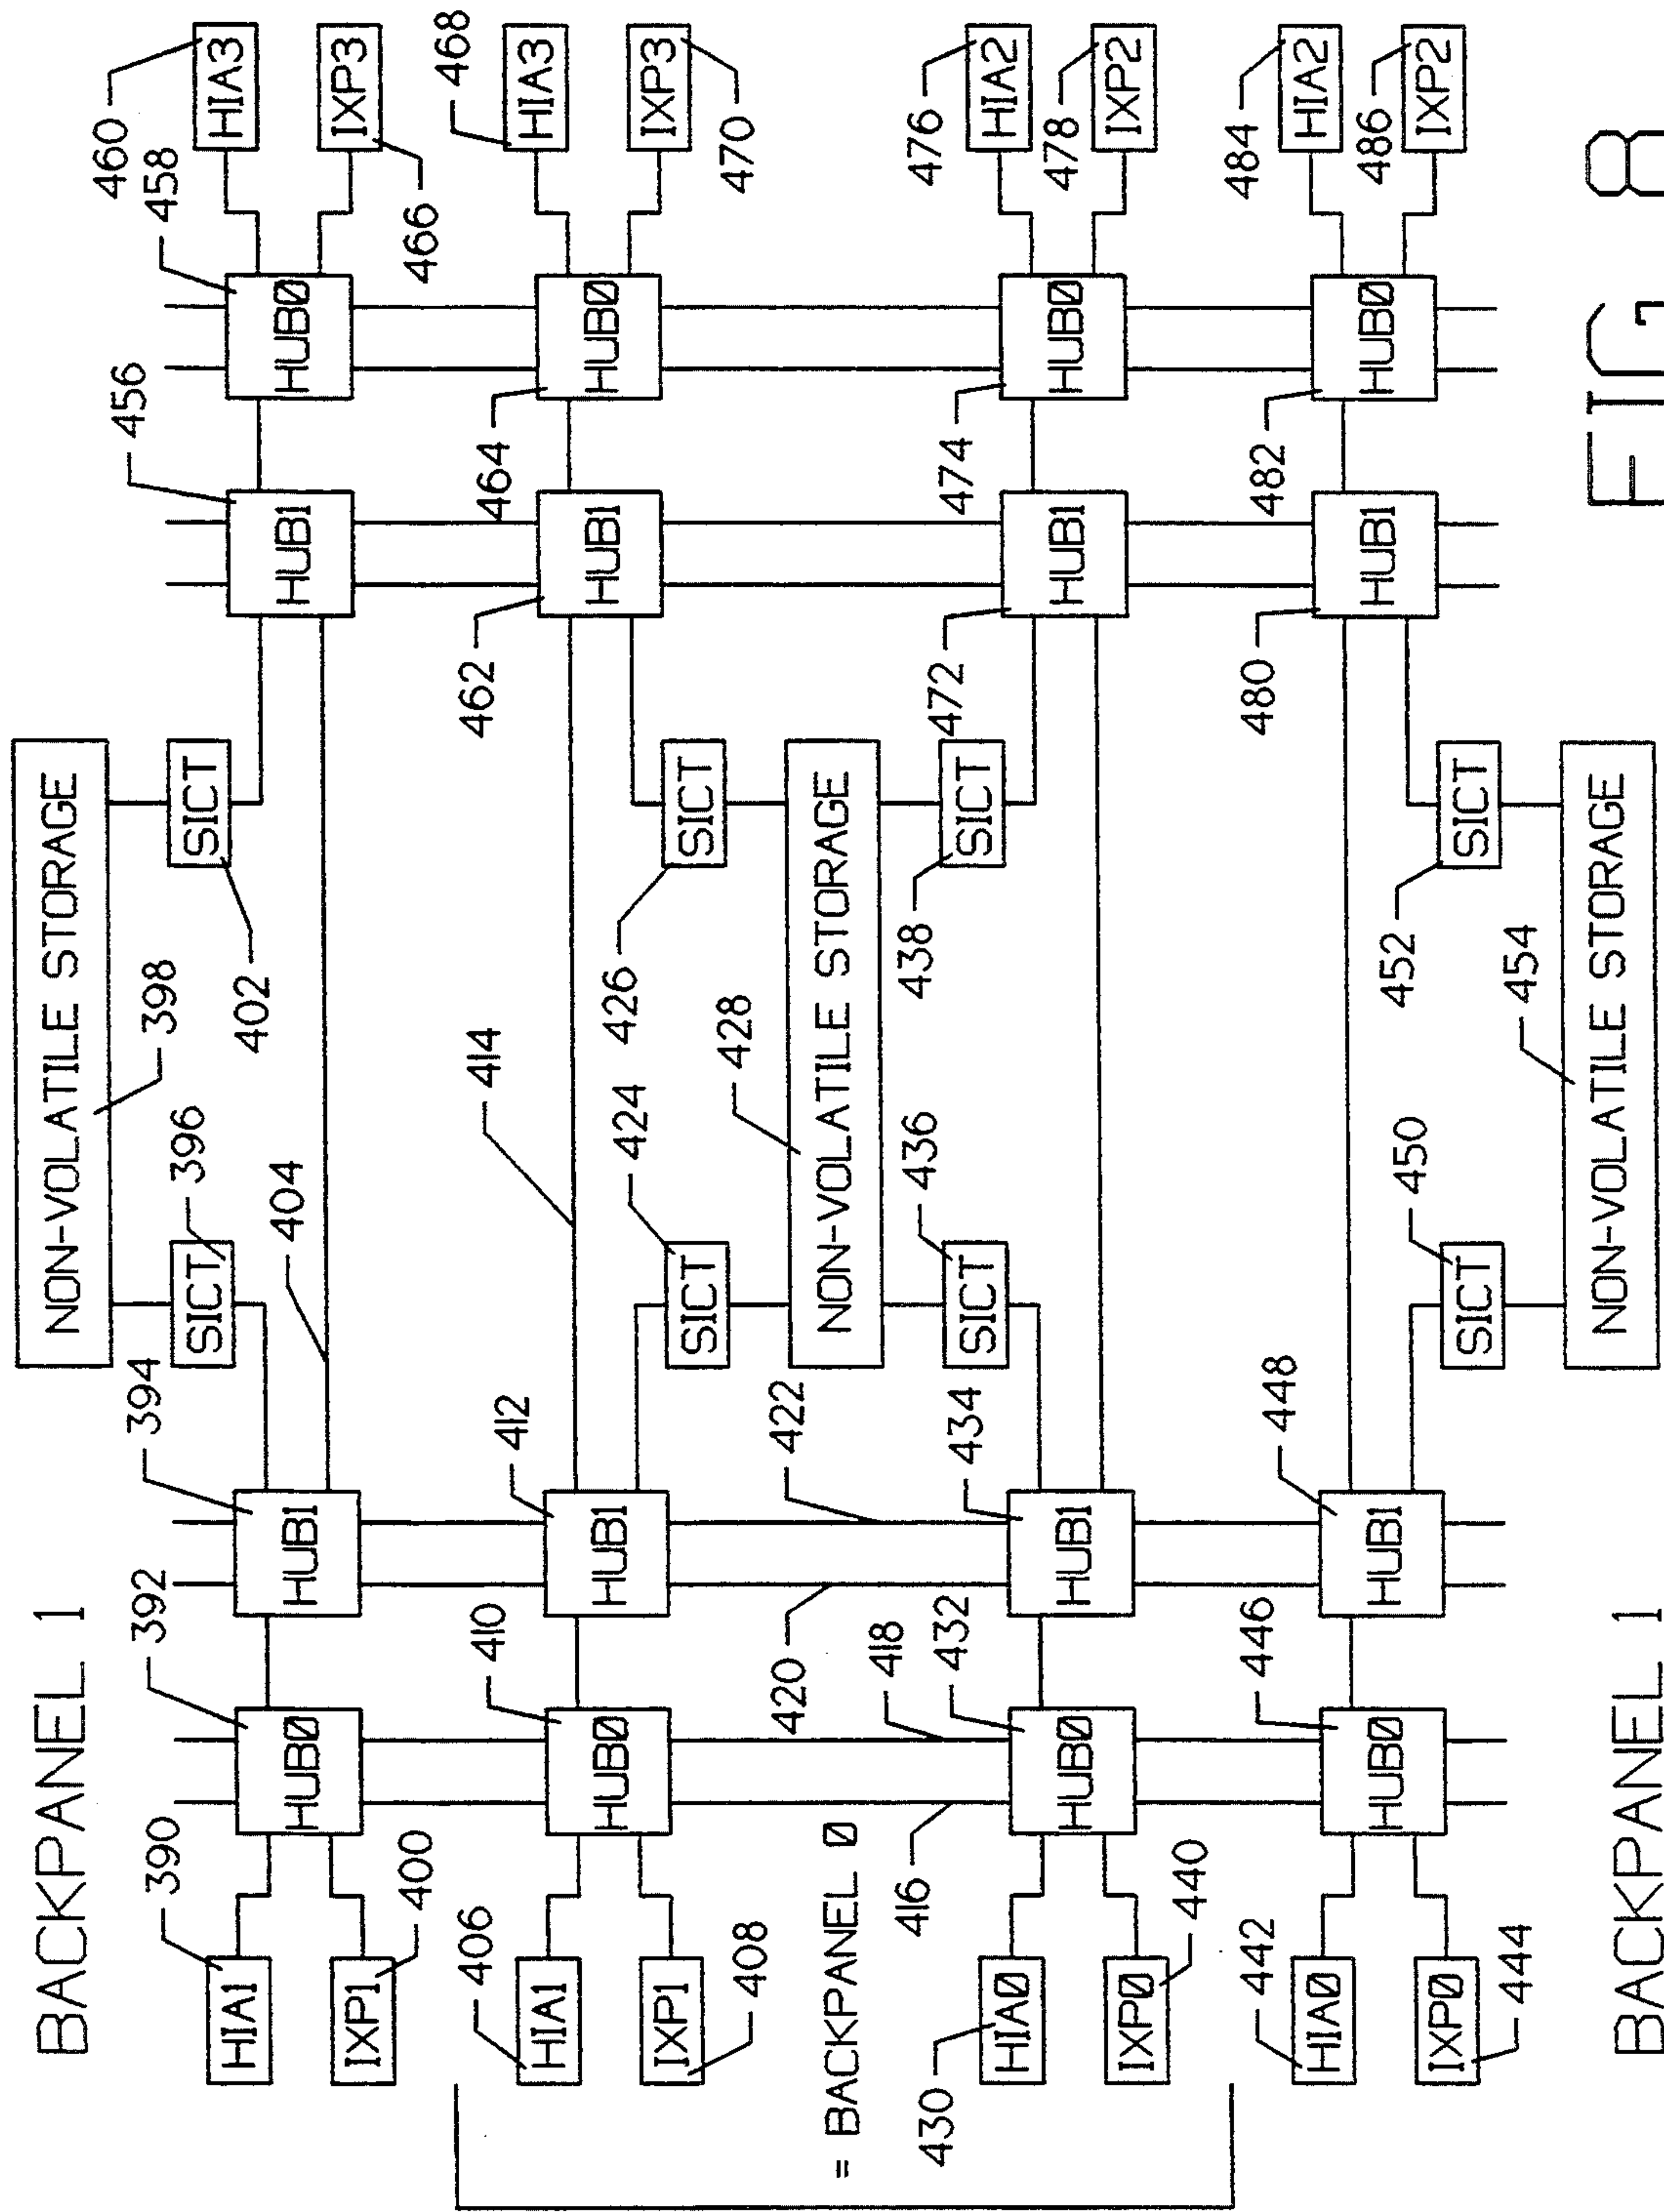 BACKPANEL 1
NON-VOLATILE STORAGE
398
390
392
394
396
402
456
458
460
HIA1
HUB0
HUB1
SICT
SICT
HUB1
HUB0
HIA3
IXP1
400
404
IXP3
466
406
410
412
414
462
464
468
HIA1
HUB0
HUB1
HUB1
HUB0
HIA3
IXP1
408
424
SICT
SICT
426
IXP3
470
= BACKPANEL 0
416
418
420
422
428
NON-VOLATILE STORAGE
430
432
434
436
SICT
SICT
438
472
474
476
HIA0
HUB0
HUB1
HUB1
HUB0
HIA2
IXP0
440
IXP2
478
442
446
448
480
482
484
HIA0
HUB0
HUB1
HUB1
HUB0
HIA2
IXP0
444
450
SICT
SICT
452
IXP2
486
NON-VOLATILE STORAGE
454
BACKPANEL 1
FIG 8